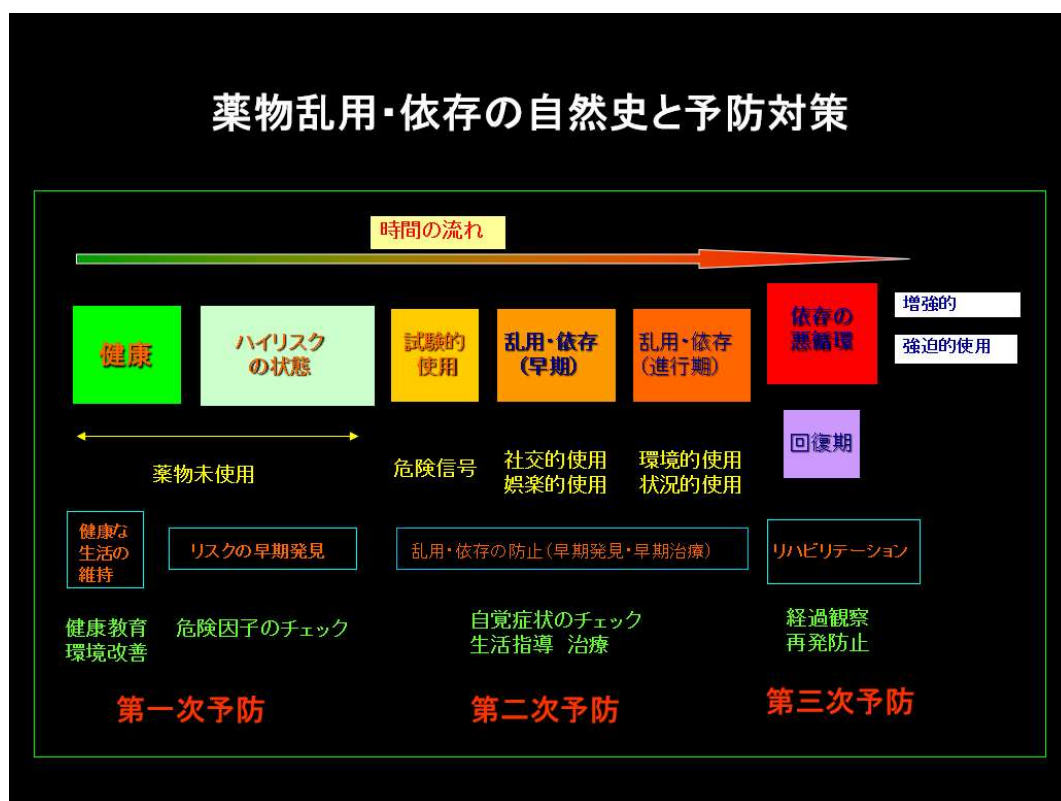 薬物乱用・依存の自然史と予防対策
時間の流れ
健康
ハイリスク
の状態
試験的
使用
乱用・依存
(早期)
乱用・依存
(進行期)
依存の
悪循環
増強的
強迫的使用
回復期
薬物未使用
危険信号
社交的使用
娯楽的使用
環境的使用
状況的使用
健康な
生活の
維持
リスクの早期発見
乱用・依存の防止(早期発見・早期治療)
リハビリテーション
健康教育
環境改善
危険因子のチェック
自覚症状のチェック
生活指導 治療
経過観察
再発防止
第一次予防
第二次予防
第三次予防